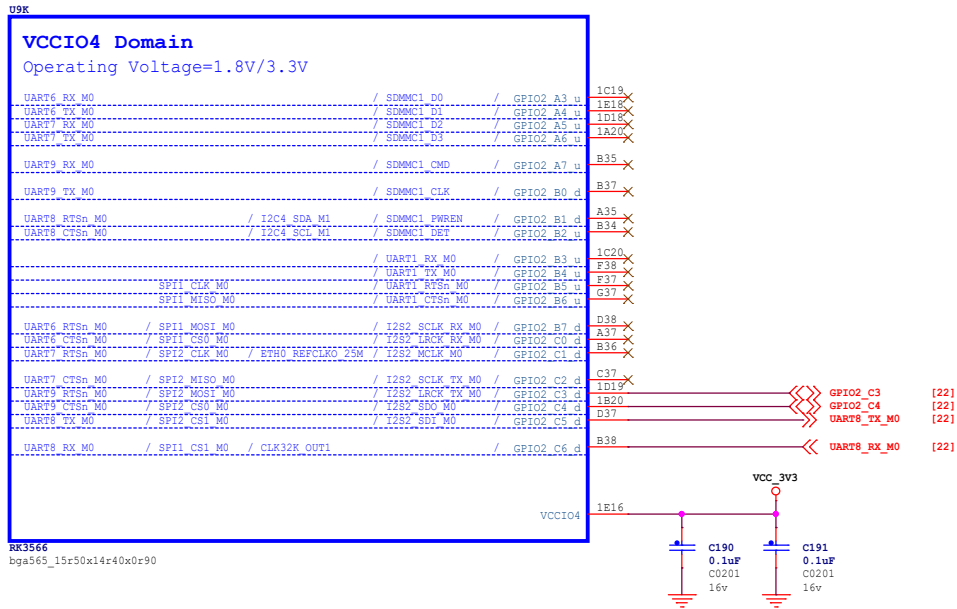 U9K
VCCIO4 Domain
Operating Voltage=1.8V/3.3V
UART6_RX_M0 / SDMMC1_D0 / GPIO2_A3_u 1C19
UART6_TX_M0 / SDMMC1_D1 / GPIO2_A4_u 1E18
UART7_RX_M0 / SDMMC1_D2 / GPIO2_A5_u 1D18
UART7_TX_M0 / SDMMC1_D3 / GPIO2_A6_u 1A20
UART9_RX_M0 / SDMMC1_CMD / GPIO2_A7_u B35
UART9_TX_M0 / SDMMC1_CLK / GPIO2_B0_d B37
UART8_RTSn_M0 / I2C4_SDA_M1 / SDMMC1_PWREN / GPIO2_B1_d A35
UART8_CTSn_M0 / I2C4_SCL_M1 / SDMMC1_DET / GPIO2_B2_u B34
/ UART1_RX_M0 / GPIO2_B3_u 1C20
/ UART1_TX_M0 / GPIO2_B4_u F38
SPI1_CLK_M0 / UART1_RTSn_M0 / GPIO2_B5_u F37
SPI1_MISO_M0 / UART1_CTSn_M0 / GPIO2_B6_u G37
UART6_RTSn_M0 / SPI1_MOSI_M0 / I2S2_SCLK_RX_M0 / GPIO2_B7_d D38
UART6_CTSn_M0 / SPI1_CS0_M0 / I2S2_LRCK_RX_M0 / GPIO2_C0_d A37
UART7_RTSn_M0 / SPI2_CLK_M0 / ETH0_REFCLKO_25M / I2S2_MCLK_M0 / GPIO2_C1_d B36
UART7_CTSn_M0 / SPI2_MISO_M0 / I2S2_SCLK_TX_M0 / GPIO2_C2_d C37
UART9_RTSn_M0 / SPI2_MOSI_M0 / I2S2_LRCK_TX_M0 / GPIO2_C3_d 1D19 GPIO2_C3 [22]
UART9_CTSn_M0 / SPI2_CS0_M0 / I2S2_SDO_M0 / GPIO2_C4_d 1B20 GPIO2_C4 [22]
UART8_TX_M0 / SPI2_CS1_M0 / I2S2_SDI_M0 / GPIO2_C5_d D37 UART8_TX_M0 [22]
UART8_RX_M0 / SPI1_CS1_M0 / CLK32K_OUT1 / GPIO2_C6_d B38 UART8_RX_M0 [22]
VCC_3V3
VCCIO4 1E16
RK3566
bga565_15r50x14r40x0r90
C190
0.1uF
C0201
16v
C191
0.1uF
C0201
16v